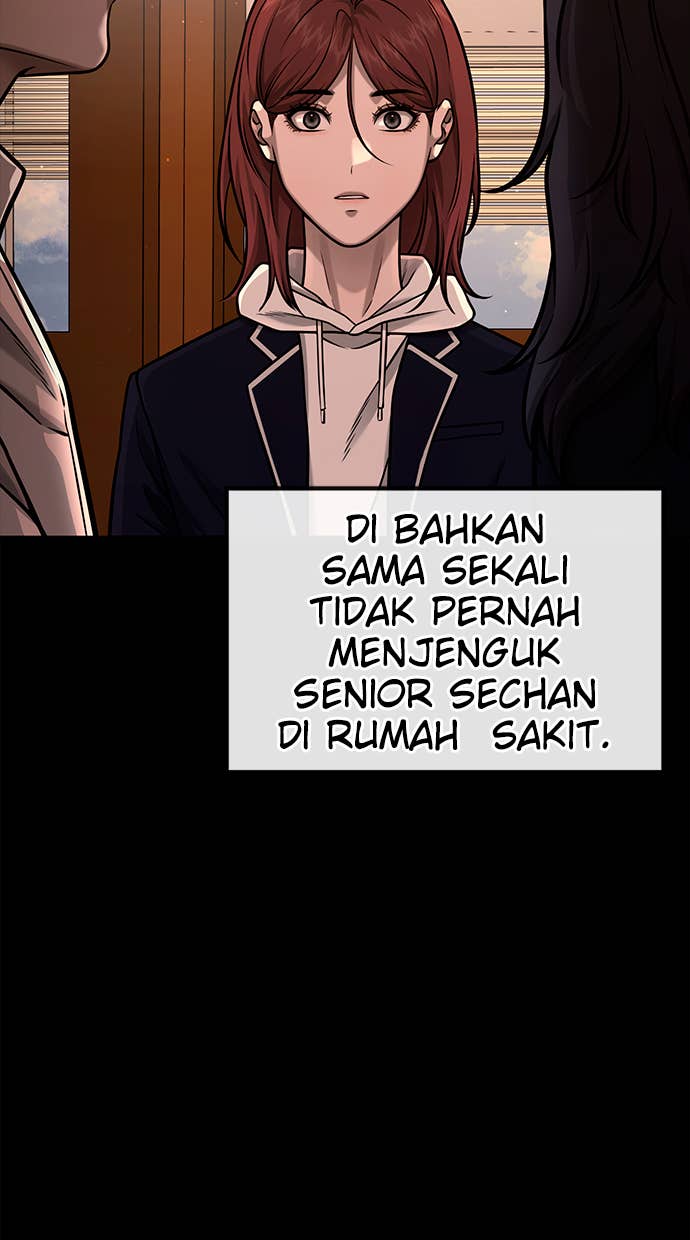 DI BAHKAN
SAMA SEKALI
TIDAK PERNAH
MENJENGUK
SENIOR SECHAN
DI RUMAH SAKIT.